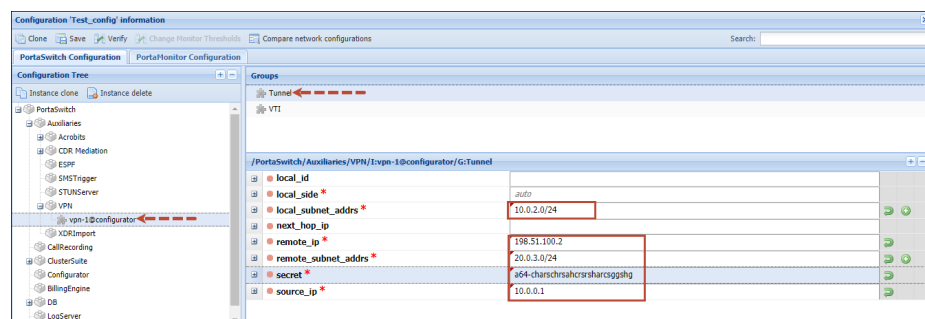 Configuration 'Test_config' information
Clone Save Verify Change Monitor Thresholds Compare network configurations Search:
PortaSwitch Configuration PortaMonitor Configuration
Configuration Tree
Instance clone Instance delete
PortaSwitch
Auxiliaries
Acrobits
CDR Mediation
ESPF
SMSTrigger
STUNServer
VPN
vpn-1@configurator
XDRImport
CallRecording
ClusterSuite
Configurator
BillingEngine
DB
LogServer
Groups
Tunnel
VTI
/PortaSwitch/Auxiliaries/VPN/I:vpn-1@configurator/G:Tunnel
local_id
local_side * auto
local_subnet_addrs * 10.0.2.0/24
next_hop_ip
remote_ip * 198.51.100.2
remote_subnet_addrs * 20.0.3.0/24
secret * a64-charschrsahcrsrsharcsggshg
source_ip * 10.0.0.1